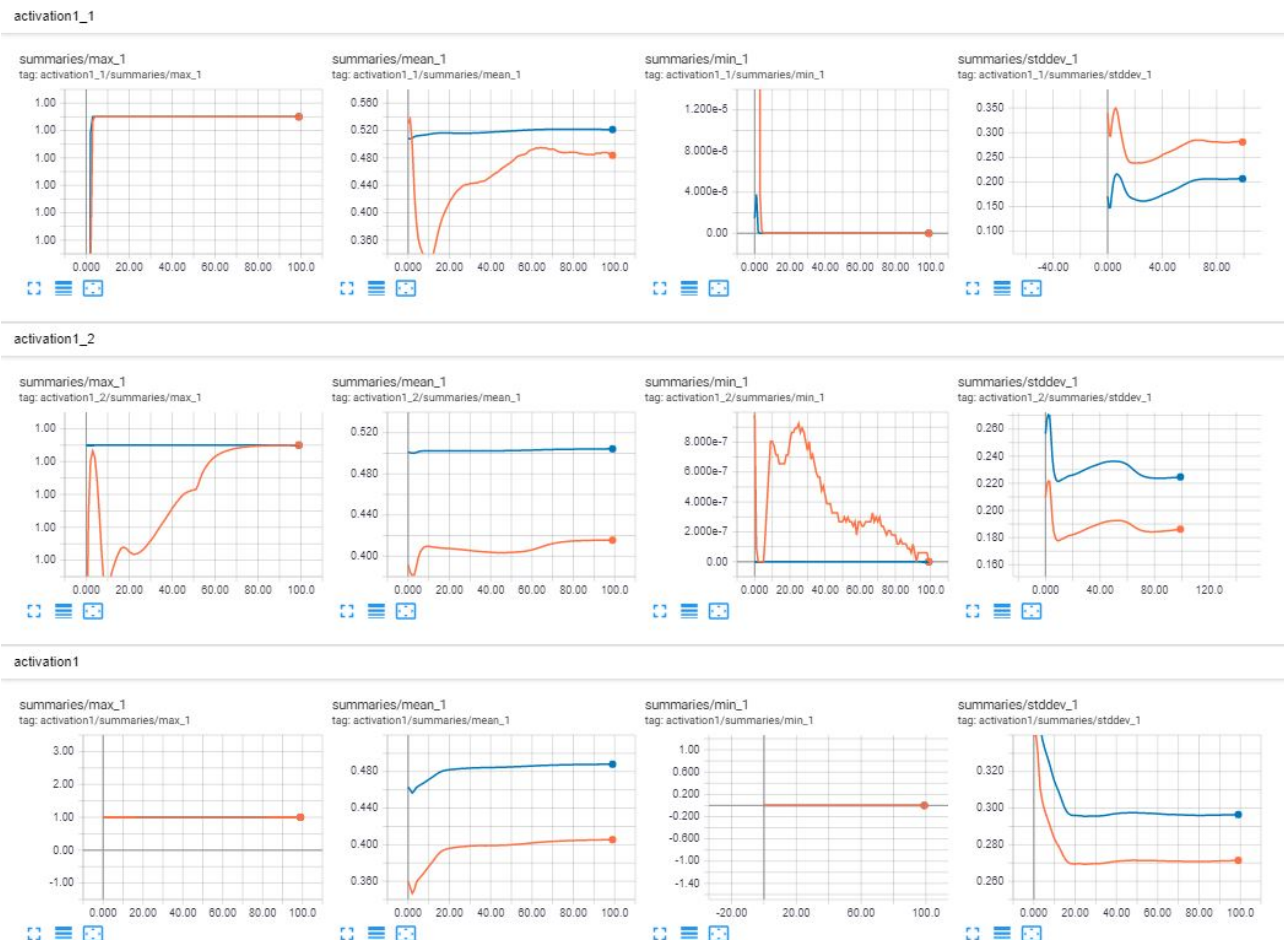 activation1_1
summaries/max_1
tag: activation1_1/summaries/max_1
1.00
1.00
1.00
1.00
1.00
1.00
0.000 20.00 40.00 60.00 80.00 100.0
summaries/mean_1
tag: activation1_1/summaries/mean_1
0.560
0.520
0.480
0.440
0.400
0.360
0.000 20.00 40.00 60.00 80.00 100.0
summaries/min_1
tag: activation1_1/summaries/min_1
1.200e-5
8.000e-6
4.000e-6
0.00
0.000 20.00 40.00 60.00 80.00 100.0
summaries/stddev_1
tag: activation1_1/summaries/stddev_1
0.350
0.300
0.250
0.200
0.150
0.100
-40.00 0.000 40.00 80.00
activation1_2
summaries/max_1
tag: activation1_2/summaries/max_1
1.00
1.00
1.00
1.00
1.00
0.000 20.00 40.00 60.00 80.00 100.0
summaries/mean_1
tag: activation1_2/summaries/mean_1
0.520
0.480
0.440
0.400
0.000 20.00 40.00 60.00 80.00 100.0
summaries/min_1
tag: activation1_2/summaries/min_1
8.000e-7
6.000e-7
4.000e-7
2.000e-7
0.00
0.000 20.00 40.00 60.00 80.00 100.0
summaries/stddev_1
tag: activation1_2/summaries/stddev_1
0.260
0.240
0.220
0.200
0.180
0.160
0.000 40.00 80.00 120.0
activation1
summaries/max_1
tag: activation1/summaries/max_1
3.00
2.00
1.00
0.00
-1.00
0.000 20.00 40.00 60.00 80.00 100.0
summaries/mean_1
tag: activation1/summaries/mean_1
0.480
0.440
0.400
0.360
0.000 20.00 40.00 60.00 80.00 100.0
summaries/min_1
tag: activation1/summaries/min_1
1.00
0.600
0.200
-0.200
-0.600
-1.00
-1.40
-20.00 20.00 60.00 100.0
summaries/stddev_1
tag: activation1/summaries/stddev_1
0.320
0.300
0.280
0.260
0.000 20.00 40.00 60.00 80.00 100.0